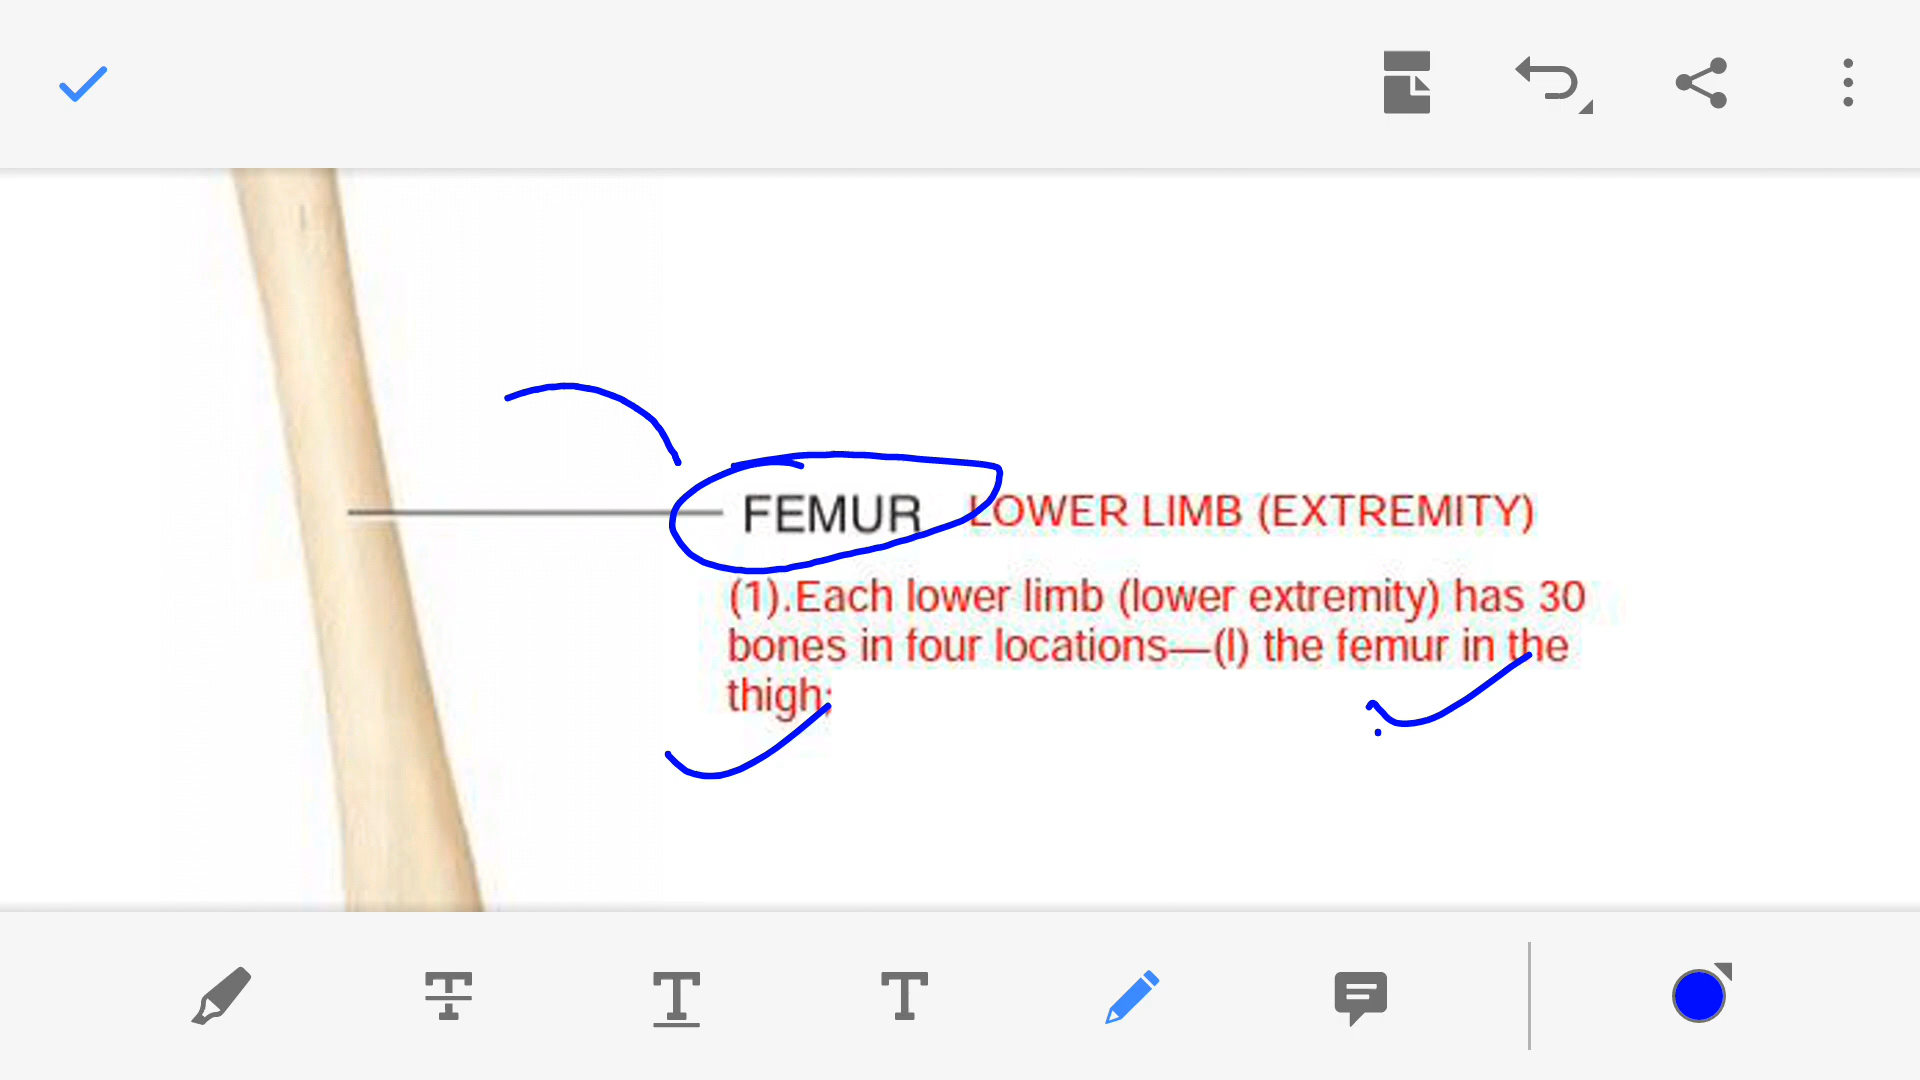 FEMUR LOWER LIMB (EXTREMITY)
(1).Each lower limb (lower extremity) has 30
bones in four locations—(l) the femur in the
thigh;